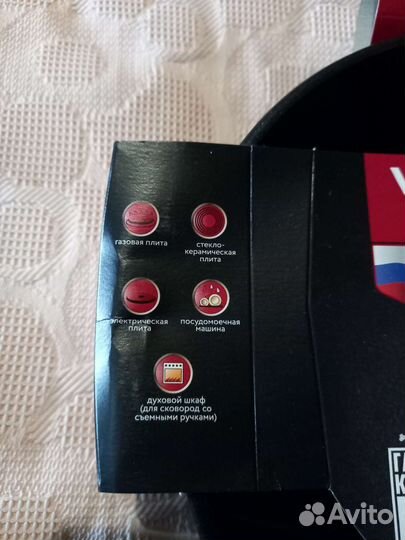 газовая плита
стекло-
керамическая
плита
электрическая
плита
посудомоечная
машина
духовой шкаф
(для сковород со
съемными ручками)
V
Avito